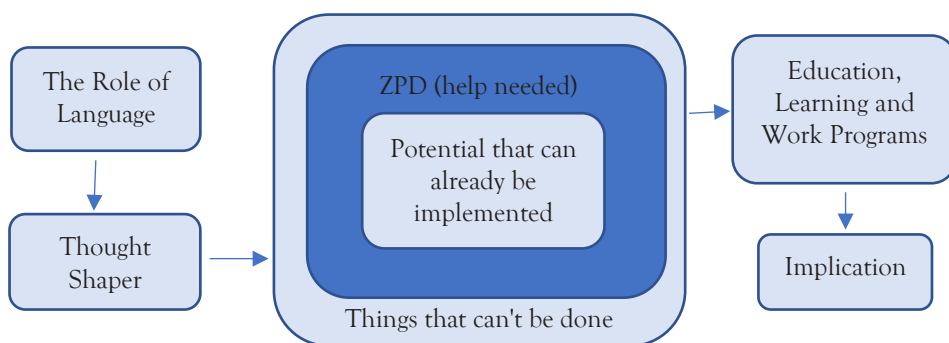 The Role of
Language
Thought
Shaper
ZPD (help needed)
Potential that can
already be
implemented
Things that can't be done
Education,
Learning and
Work Programs
Implication